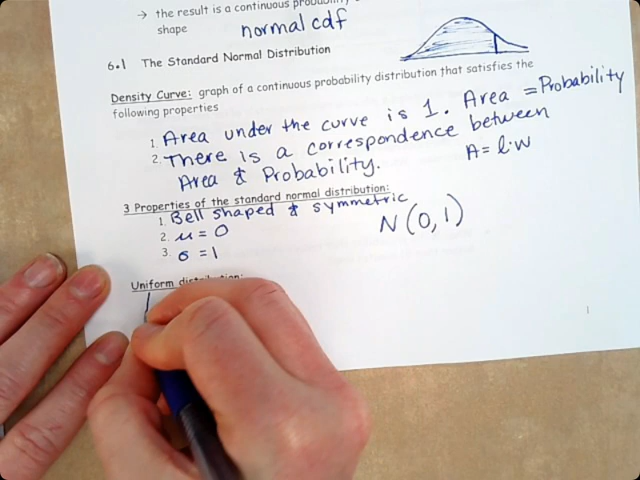 → the result is a continuous
shape normal cdf
6.1 The Standard Normal Distribution
Density Curve: graph of a continuous probability distribution that satisfies the
following properties
1. Area under the curve is 1. Area = Probability
2. There is a correspondence between
Area & Probability. A = l·w
3 Properties of the standard normal distribution:
1. Bell shaped & symmetric
2. μ = 0 N(0,1)
3. σ = 1
Uniform distribution:
1